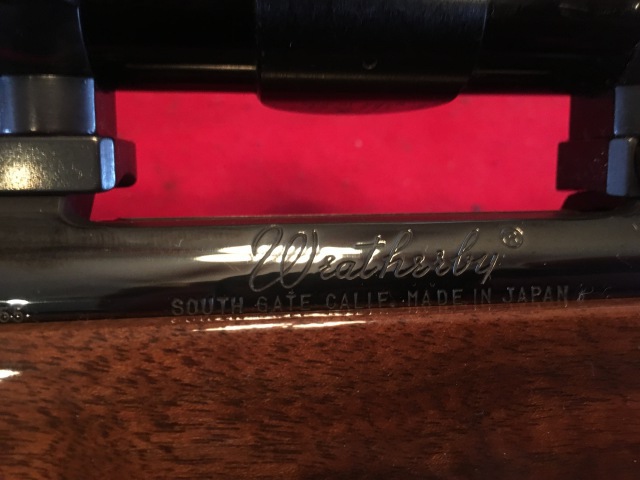 Weatherby®
SOUTH GATE CALIF. MADE IN JAPAN